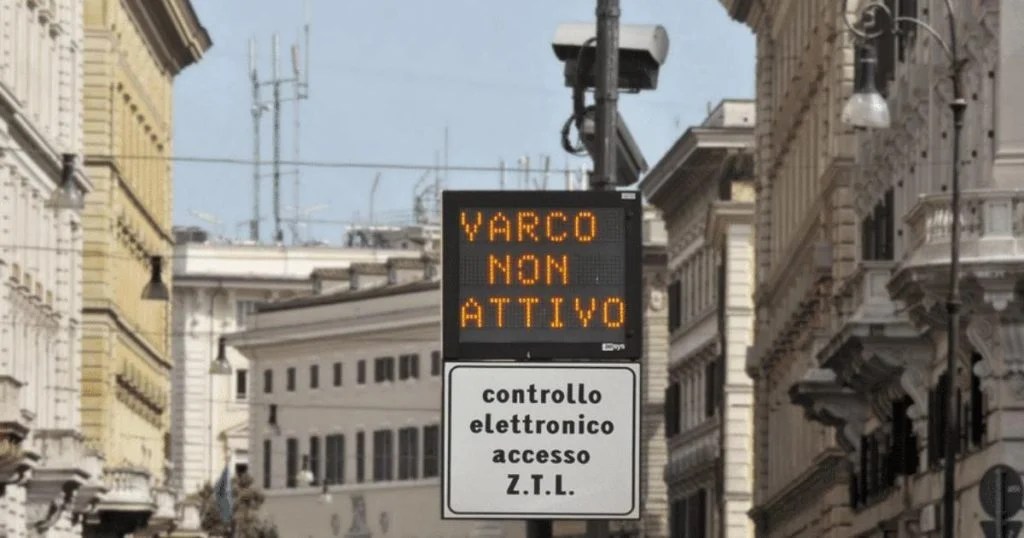 VARCO
NON
ATTIVO
controllo
elettronico
accesso
Z.T.L.